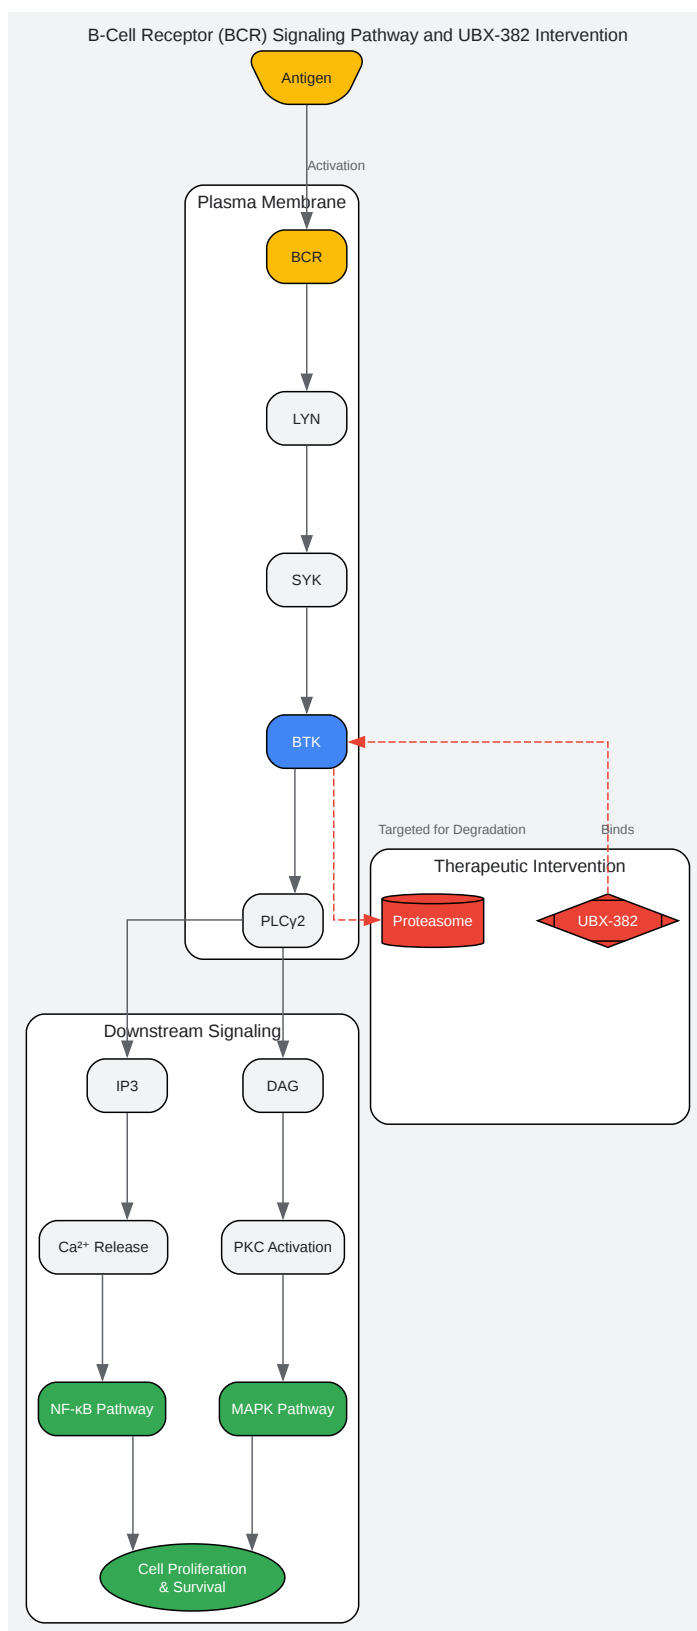 B-Cell Receptor (BCR) Signaling Pathway and UBX-382 Intervention
Antigen
Activation
Plasma Membrane
BCR
LYN
SYK
BTK
Targeted for Degradation
Binds
Therapeutic Intervention
PLCγ2
Proteasome
UBX-382
Downstream Signaling
IP3
DAG
Ca²⁺ Release
PKC Activation
NF-κB Pathway
MAPK Pathway
Cell Proliferation
& Survival